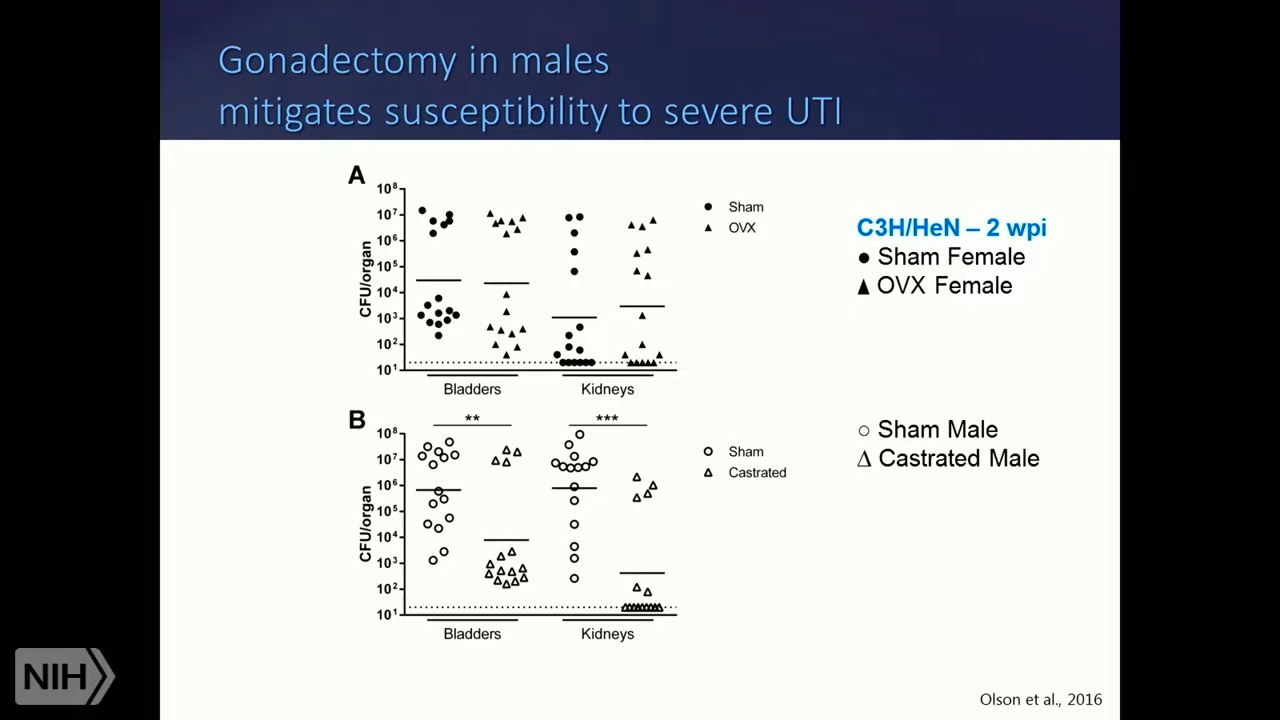 Gonadectomy in males
mitigates susceptibility to severe UTI
A
10⁸
10⁷
10⁶
10⁵
10⁴
10³
10²
10¹
CFU/organ
Bladders
Kidneys
● Sham
▲ OVX
C3H/HeN – 2 wpi
● Sham Female
▲ OVX Female
B
**
***
10⁸
10⁷
10⁶
10⁵
10⁴
10³
10²
10¹
CFU/organ
Bladders
Kidneys
○ Sham
△ Castrated
○ Sham Male
△ Castrated Male
NIH
Olson et al., 2016